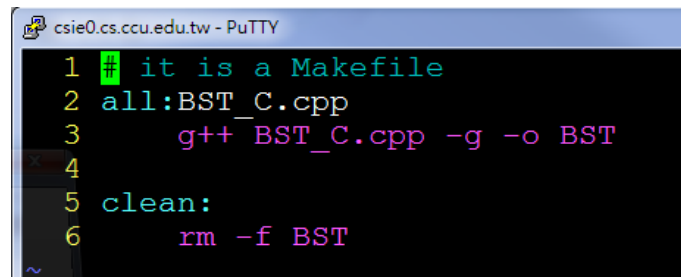 csie0.cs.ccu.edu.tw - PuTTY
1 # it is a Makefile
2 all:BST_C.cpp
3 g++ BST_C.cpp -g -o BST
4
5 clean:
6 rm -f BST
~